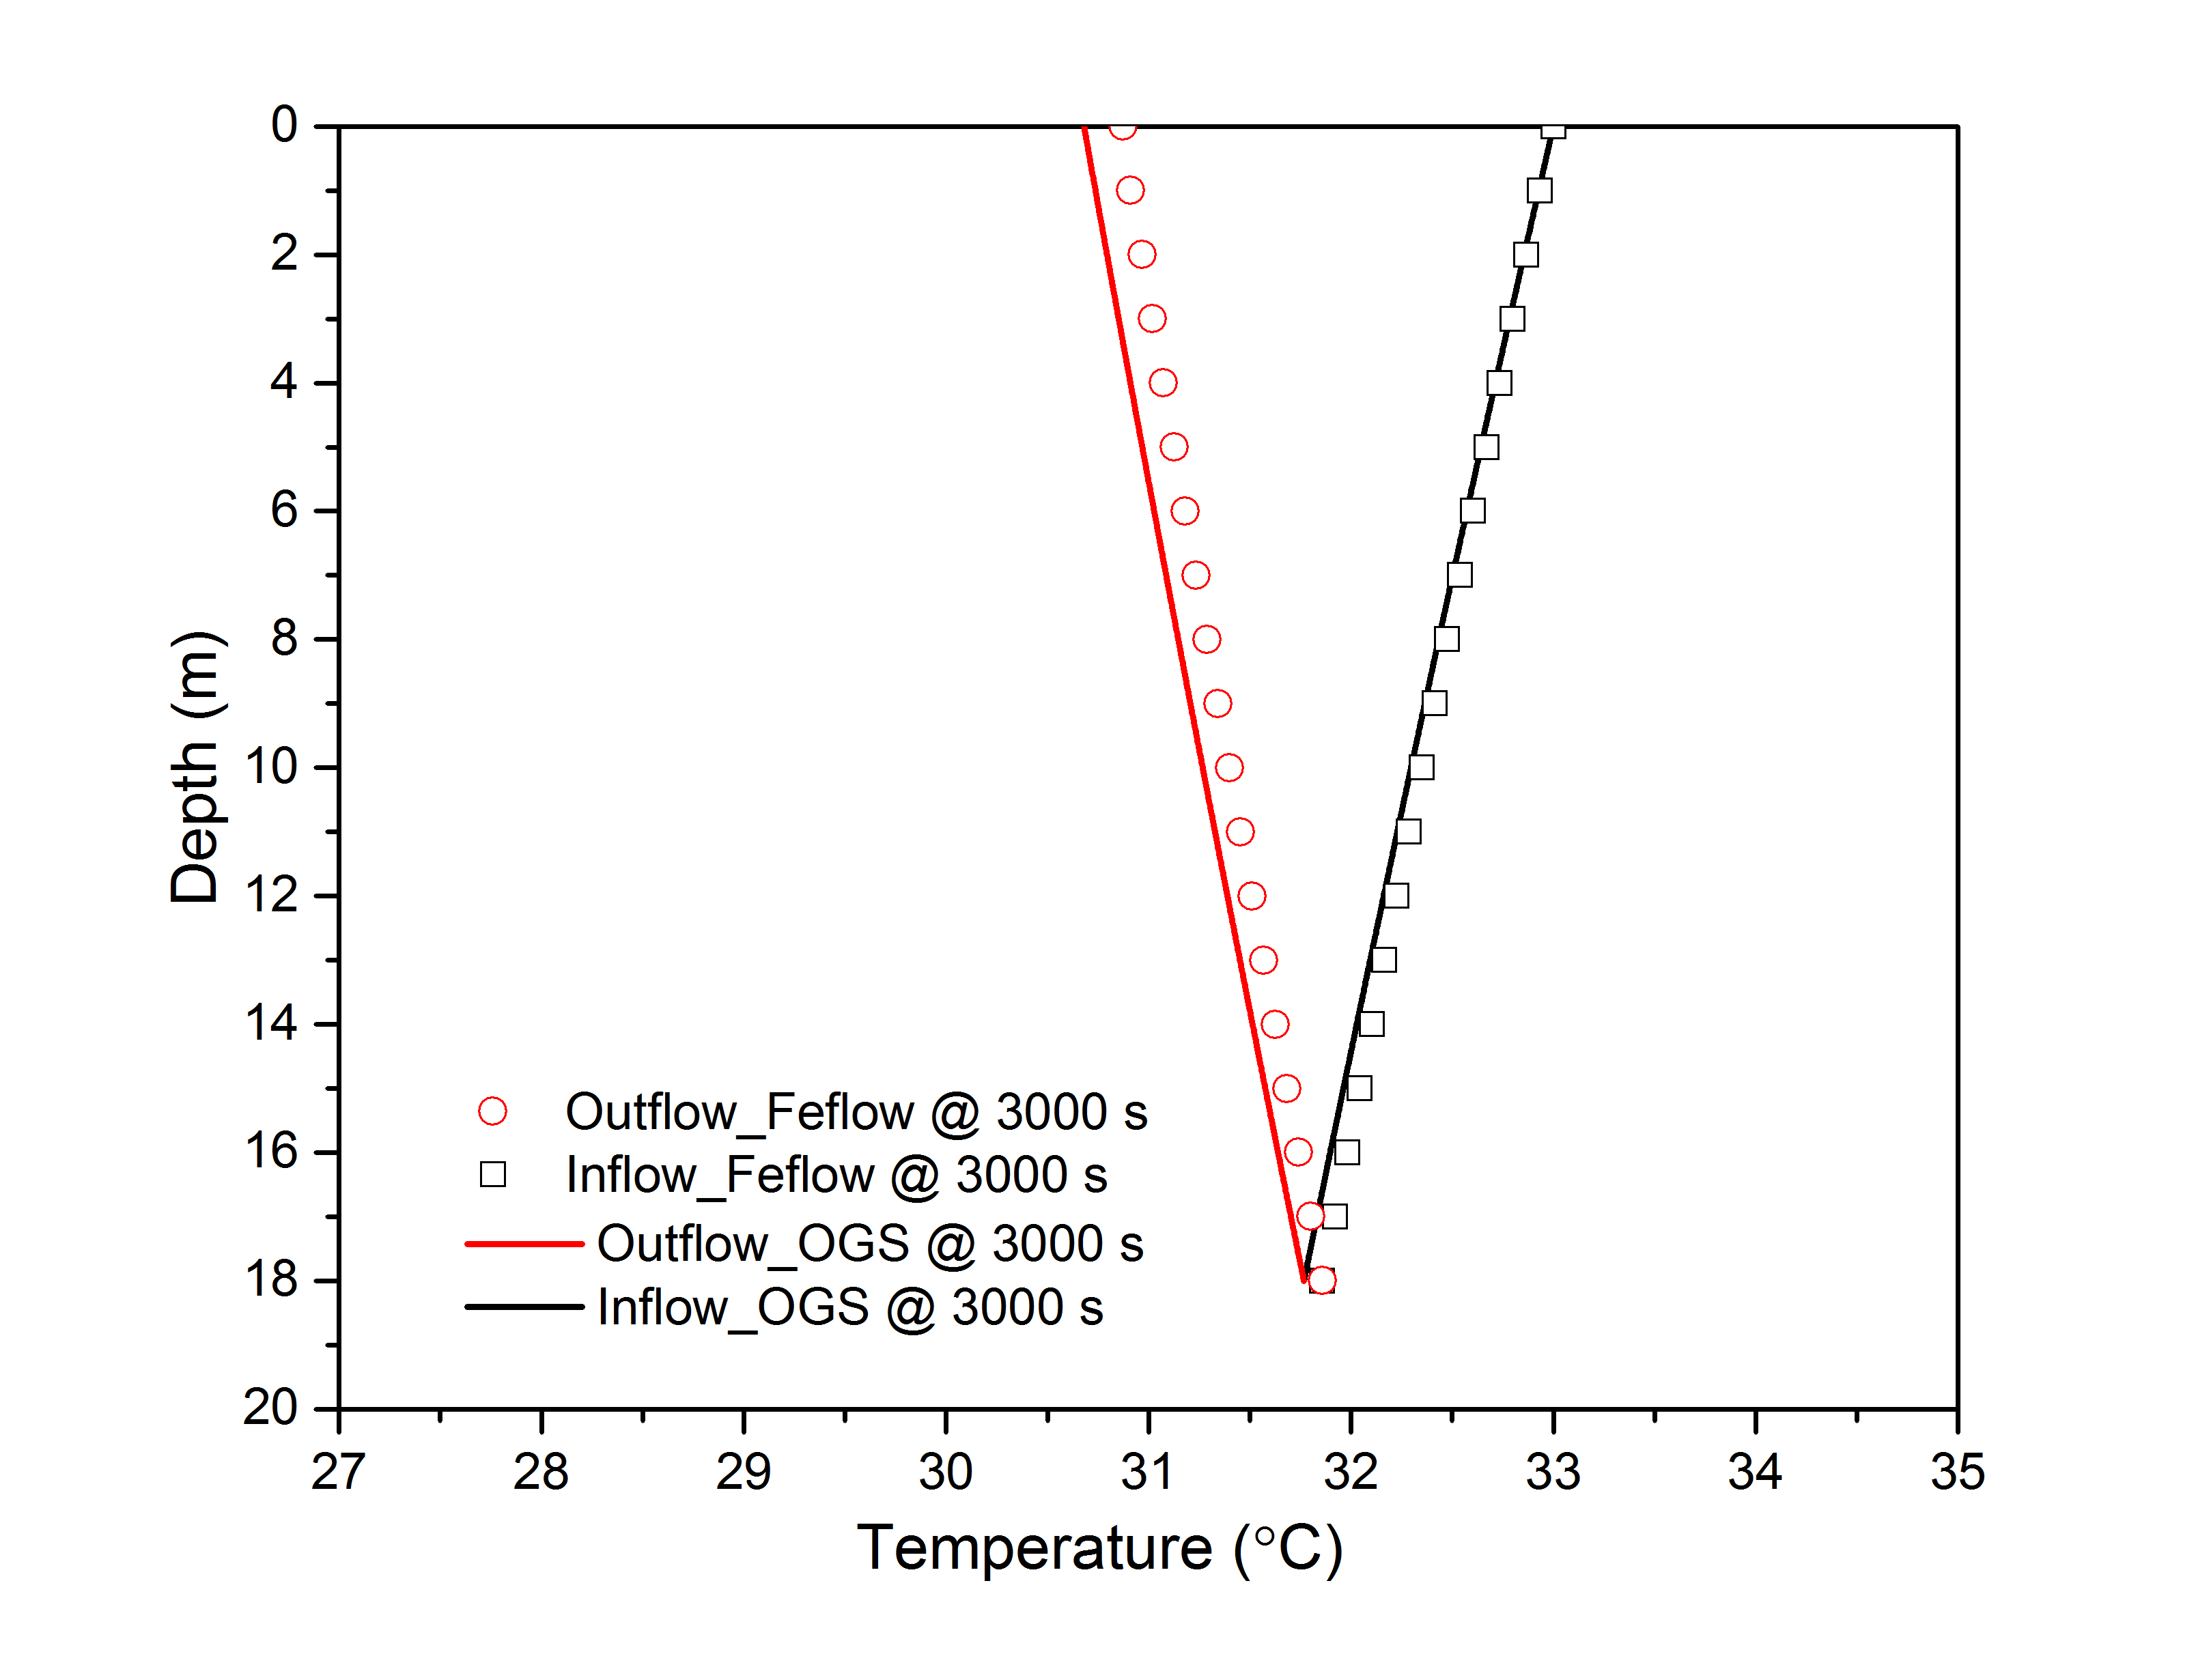 0
2
4
6
8
10
12
14
16
18
20
Depth (m)
Outflow_Feflow @ 3000 s
Inflow_Feflow @ 3000 s
Outflow_OGS @ 3000 s
Inflow_OGS @ 3000 s
27 28 29 30 31 32 33 34 35
Temperature (°C)